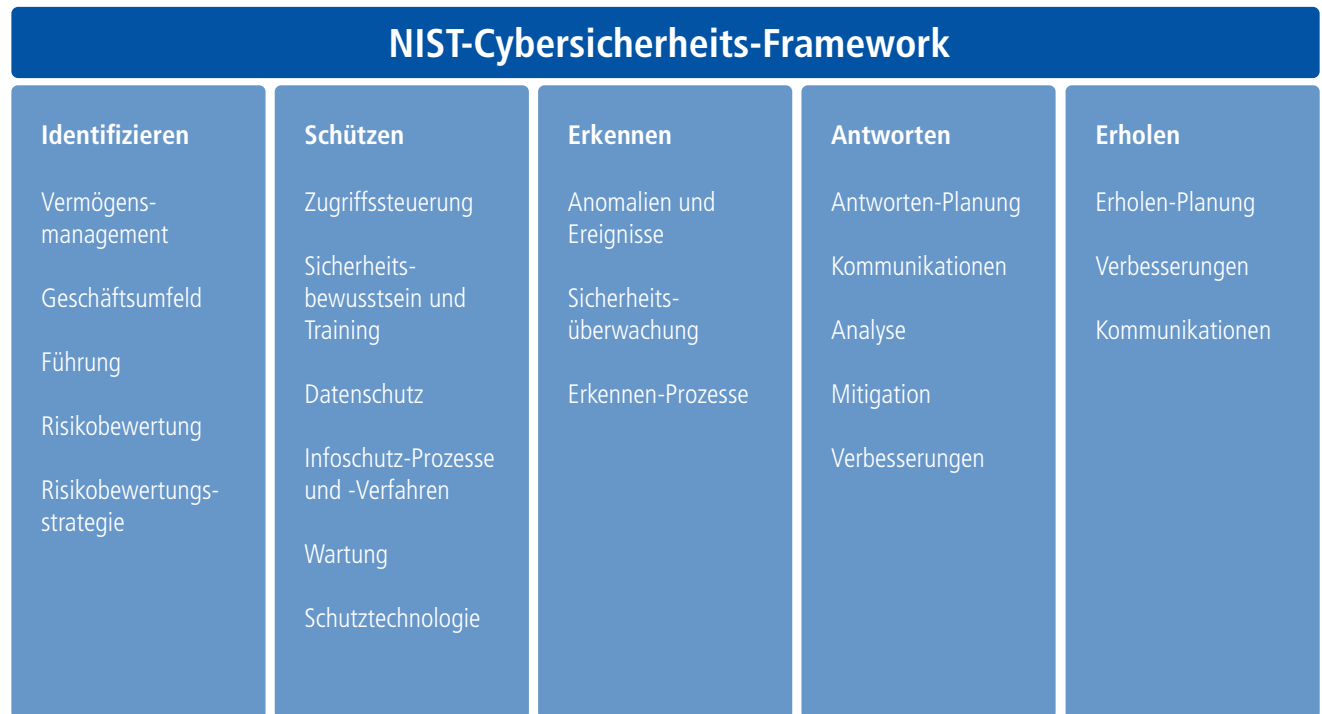 NIST-Cybersicherheits-Framework
Identifizieren
Vermögens-
management
Geschäftsumfeld
Führung
Risikobewertung
Risikobewertungs-
strategie
Schützen
Zugriffssteuerung
Sicherheits-
bewusstsein und
Training
Datenschutz
Infoschutz-Prozesse
und -Verfahren
Wartung
Schutztechnologie
Erkennen
Anomalien und
Ereignisse
Sicherheits-
überwachung
Erkennen-Prozesse
Antworten
Antworten-Planung
Kommunikationen
Analyse
Mitigation
Verbesserungen
Erholen
Erholen-Planung
Verbesserungen
Kommunikationen